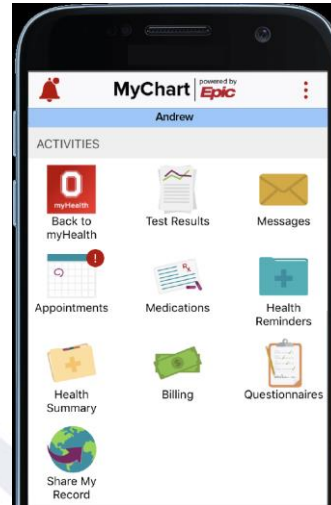 MyChart powered by Epic
Andrew
ACTIVITIES
O
myHealth
Back to
myHealth
Test Results
Messages
!
Appointments
Rx
Medications
Health
Reminders
Health
Summary
Billing
Questionnaires
Share My
Record